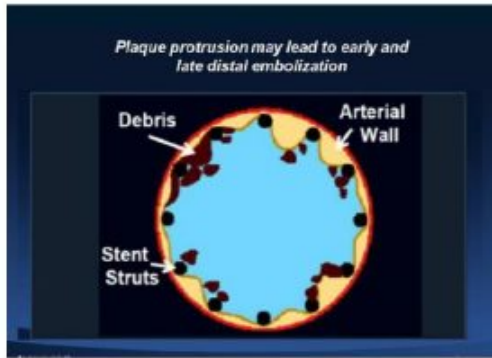 Plaque protrusion may lead to early and
late distal embolization
Debris
Arterial
Wall
Stent
Struts